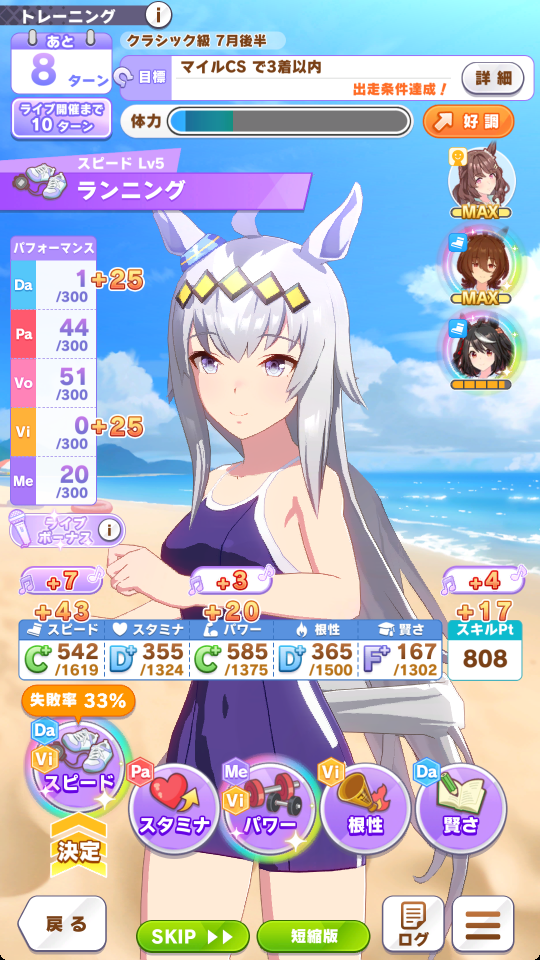 トレーニング i
あと
8 ターン
ライブ開催まで
10 ターン
クラシック級 7月後半
目標
マイルCS で3着以内
出走条件達成！
詳細
体力
好調
スピード Lv5
ランニング
MAX
MAX
パフォーマンス
Da 1 /300 +25
Pa 44 /300
Vo 51 /300
Vi 0 /300 +25
Me 20 /300
ライブ
ボーナス i
+7 +3 +4
+43 +20 +17
スピード スタミナ パワー 根性 賢さ スキルPt
C+ 542 /1619 D+ 355 /1324 C+ 585 /1375 D+ 365 /1500 F+ 167 /1302 808
失敗率 33%
Da Vi スピード
Pa スタミナ
Me Vi パワー
Vi 根性
Da 賢さ
決定
戻る
SKIP
短縮版
ログ